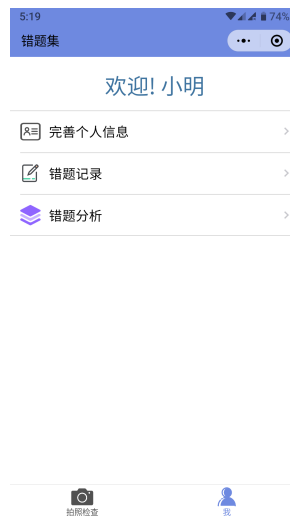 5:19
74%
错题集
欢迎! 小明
完善个人信息
错题记录
错题分析
拍照检查
我